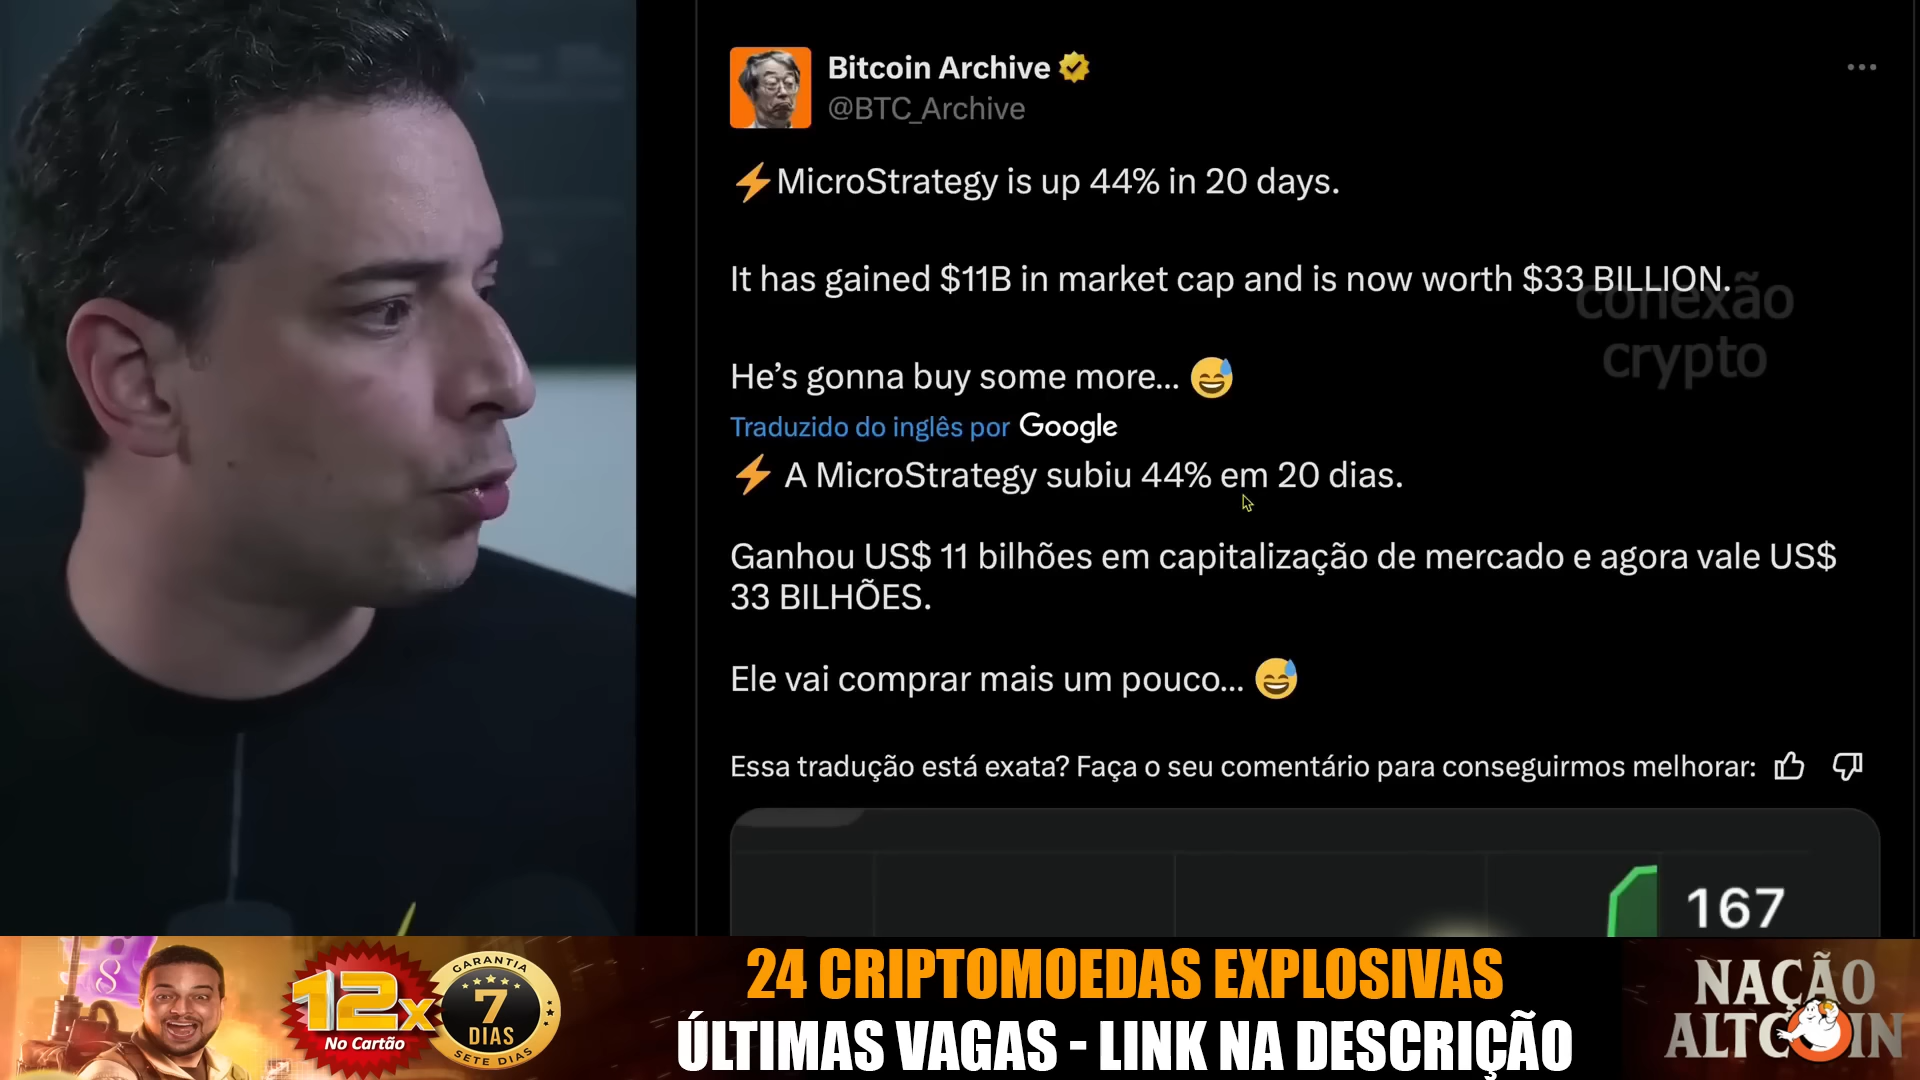 Bitcoin Archive
@BTC_Archive
⚡MicroStrategy is up 44% in 20 days.
It has gained $11B in market cap and is now worth $33 BILLION.
conexão
crypto
He's gonna buy some more... 😅
Traduzido do inglês por Google
⚡ A MicroStrategy subiu 44% em 20 dias.
Ganhou US$ 11 bilhões em capitalização de mercado e agora vale US$
33 BILHÕES.
Ele vai comprar mais um pouco... 😅
Essa tradução está exata? Faça o seu comentário para conseguirmos melhorar:
167
12x
No Cartão
GARANTIA
7
DIAS
SETE DIAS
24 CRIPTOMOEDAS EXPLOSIVAS
ÚLTIMAS VAGAS - LINK NA DESCRIÇÃO
NAÇÃO
ALTCOIN